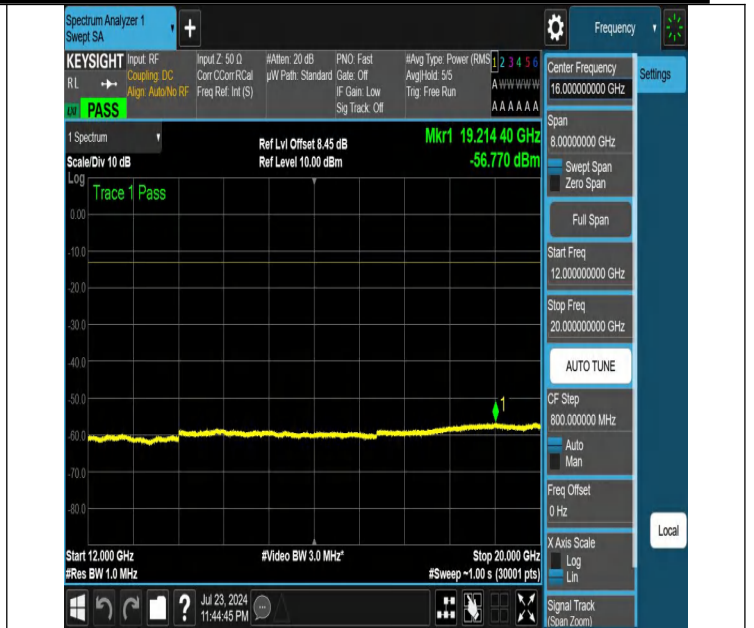 Spectrum Analyzer 1
Swept SA
+
Frequency
KEYSIGHT
RL
LXI
PASS
Input: RF
Coupling: DC
Align: Auto/No RF
Input Z: 50 Ω
Corr CCorr RCal
Freq Ref: Int (S)
#Atten: 20 dB
µW Path: Standard
PNO: Fast
Gate: Off
IF Gain: Low
Sig Track: Off
#Avg Type: Power (RMS
Avg|Hold: 5/5
Trig: Free Run
1 2 3 4 5 6
A W W W W W
A A A A A A
1 Spectrum
Scale/Div 10 dB
Ref Lvl Offset 8.45 dB
Ref Level 10.00 dBm
Mkr1 19.214 40 GHz
-56.770 dBm
Log
Trace 1 Pass
0.00
-10.0
-20.0
-30.0
-40.0
-50.0
-60.0
-70.0
-80.0
1
Start 12.000 GHz
#Res BW 1.0 MHz
#Video BW 3.0 MHz*
Stop 20.000 GHz
#Sweep ~1.00 s (30001 pts)
Center Frequency
16.000000000 GHz
Settings
Span
8.00000000 GHz
Swept Span
Zero Span
Full Span
Start Freq
12.000000000 GHz
Stop Freq
20.000000000 GHz
AUTO TUNE
CF Step
800.000000 MHz
Auto
Man
Freq Offset
0 Hz
X Axis Scale
Log
Lin
Local
Signal Track
(Span Zoom)
?
Jul 23, 2024
11:44:45 PM